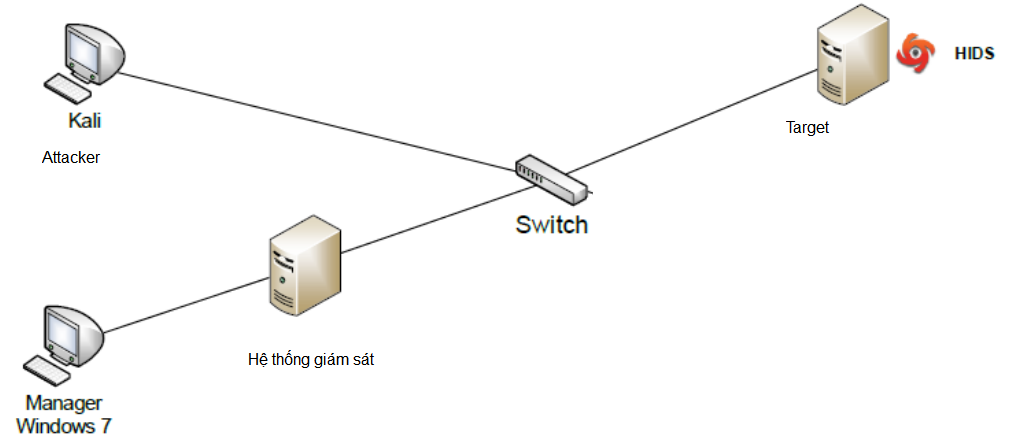 Kali
Attacker
HIDS
Target
Switch
Hệ thống giám sát
Manager
Windows 7